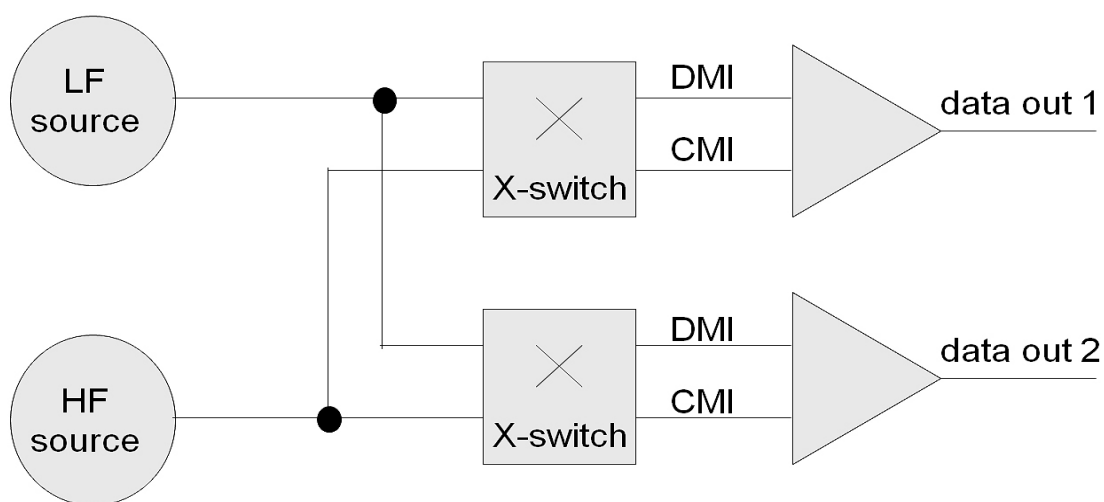 LF
source
DMI
CMI
X-switch
data out 1
HF
source
DMI
CMI
X-switch
data out 2